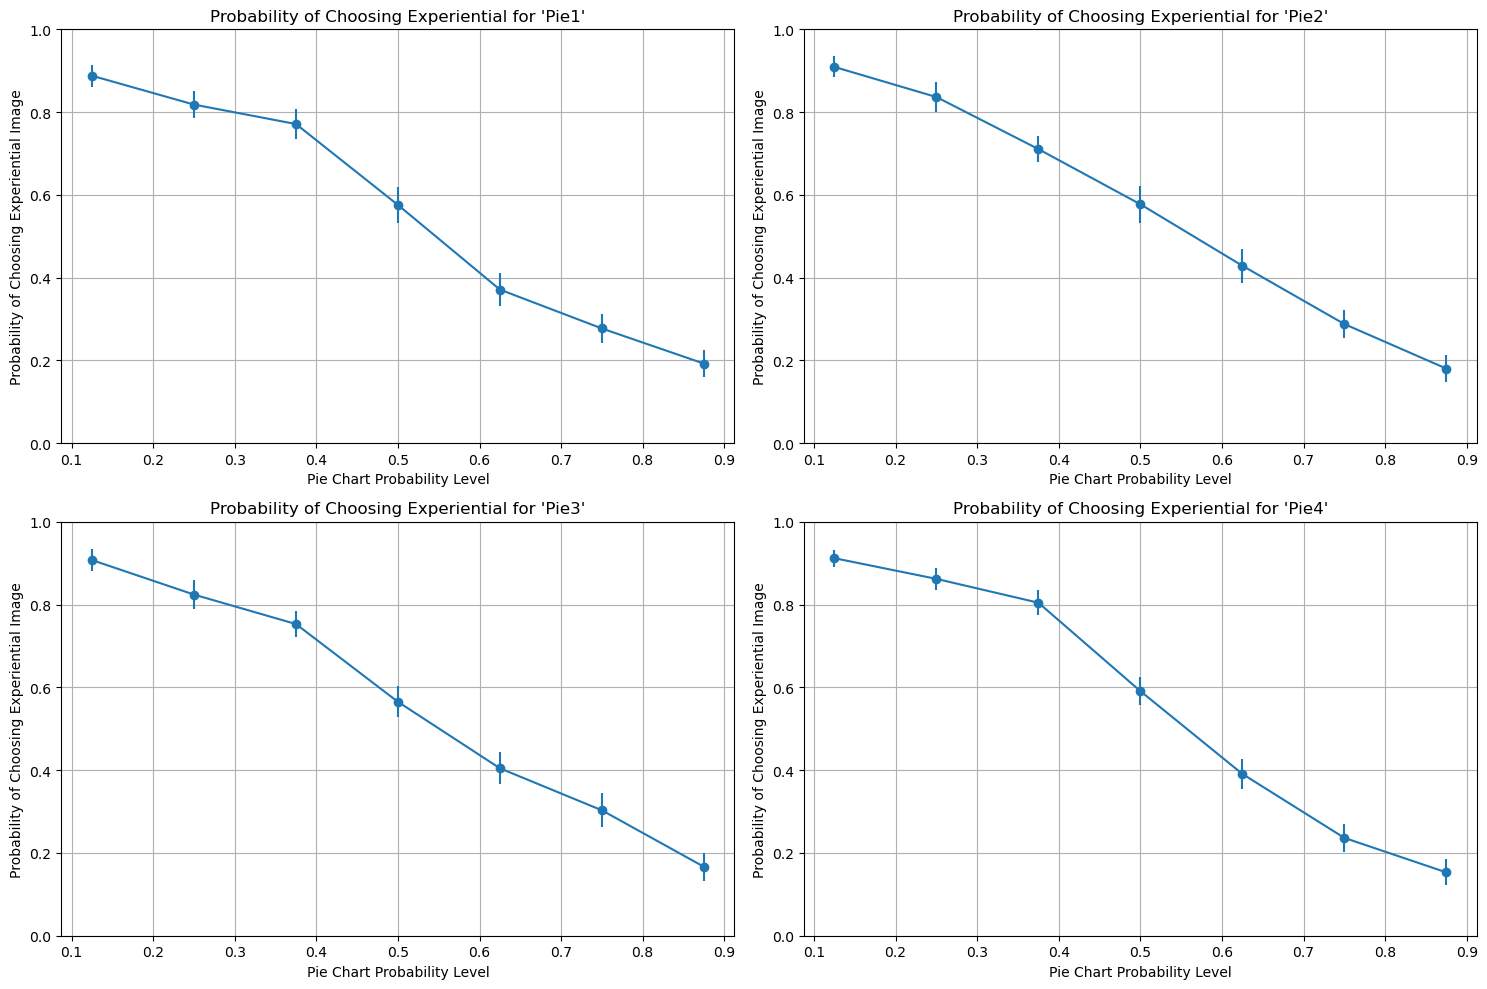 Probability of Choosing Experiential for 'Pie1'
Probability of Choosing Experiential Image
1.0
0.8
0.6
0.4
0.2
0.0
0.1 0.2 0.3 0.4 0.5 0.6 0.7 0.8 0.9
Pie Chart Probability Level
Probability of Choosing Experiential for 'Pie2'
Probability of Choosing Experiential Image
1.0
0.8
0.6
0.4
0.2
0.0
0.1 0.2 0.3 0.4 0.5 0.6 0.7 0.8 0.9
Pie Chart Probability Level
Probability of Choosing Experiential for 'Pie3'
Probability of Choosing Experiential Image
1.0
0.8
0.6
0.4
0.2
0.0
0.1 0.2 0.3 0.4 0.5 0.6 0.7 0.8 0.9
Pie Chart Probability Level
Probability of Choosing Experiential for 'Pie4'
Probability of Choosing Experiential Image
1.0
0.8
0.6
0.4
0.2
0.0
0.1 0.2 0.3 0.4 0.5 0.6 0.7 0.8 0.9
Pie Chart Probability Level